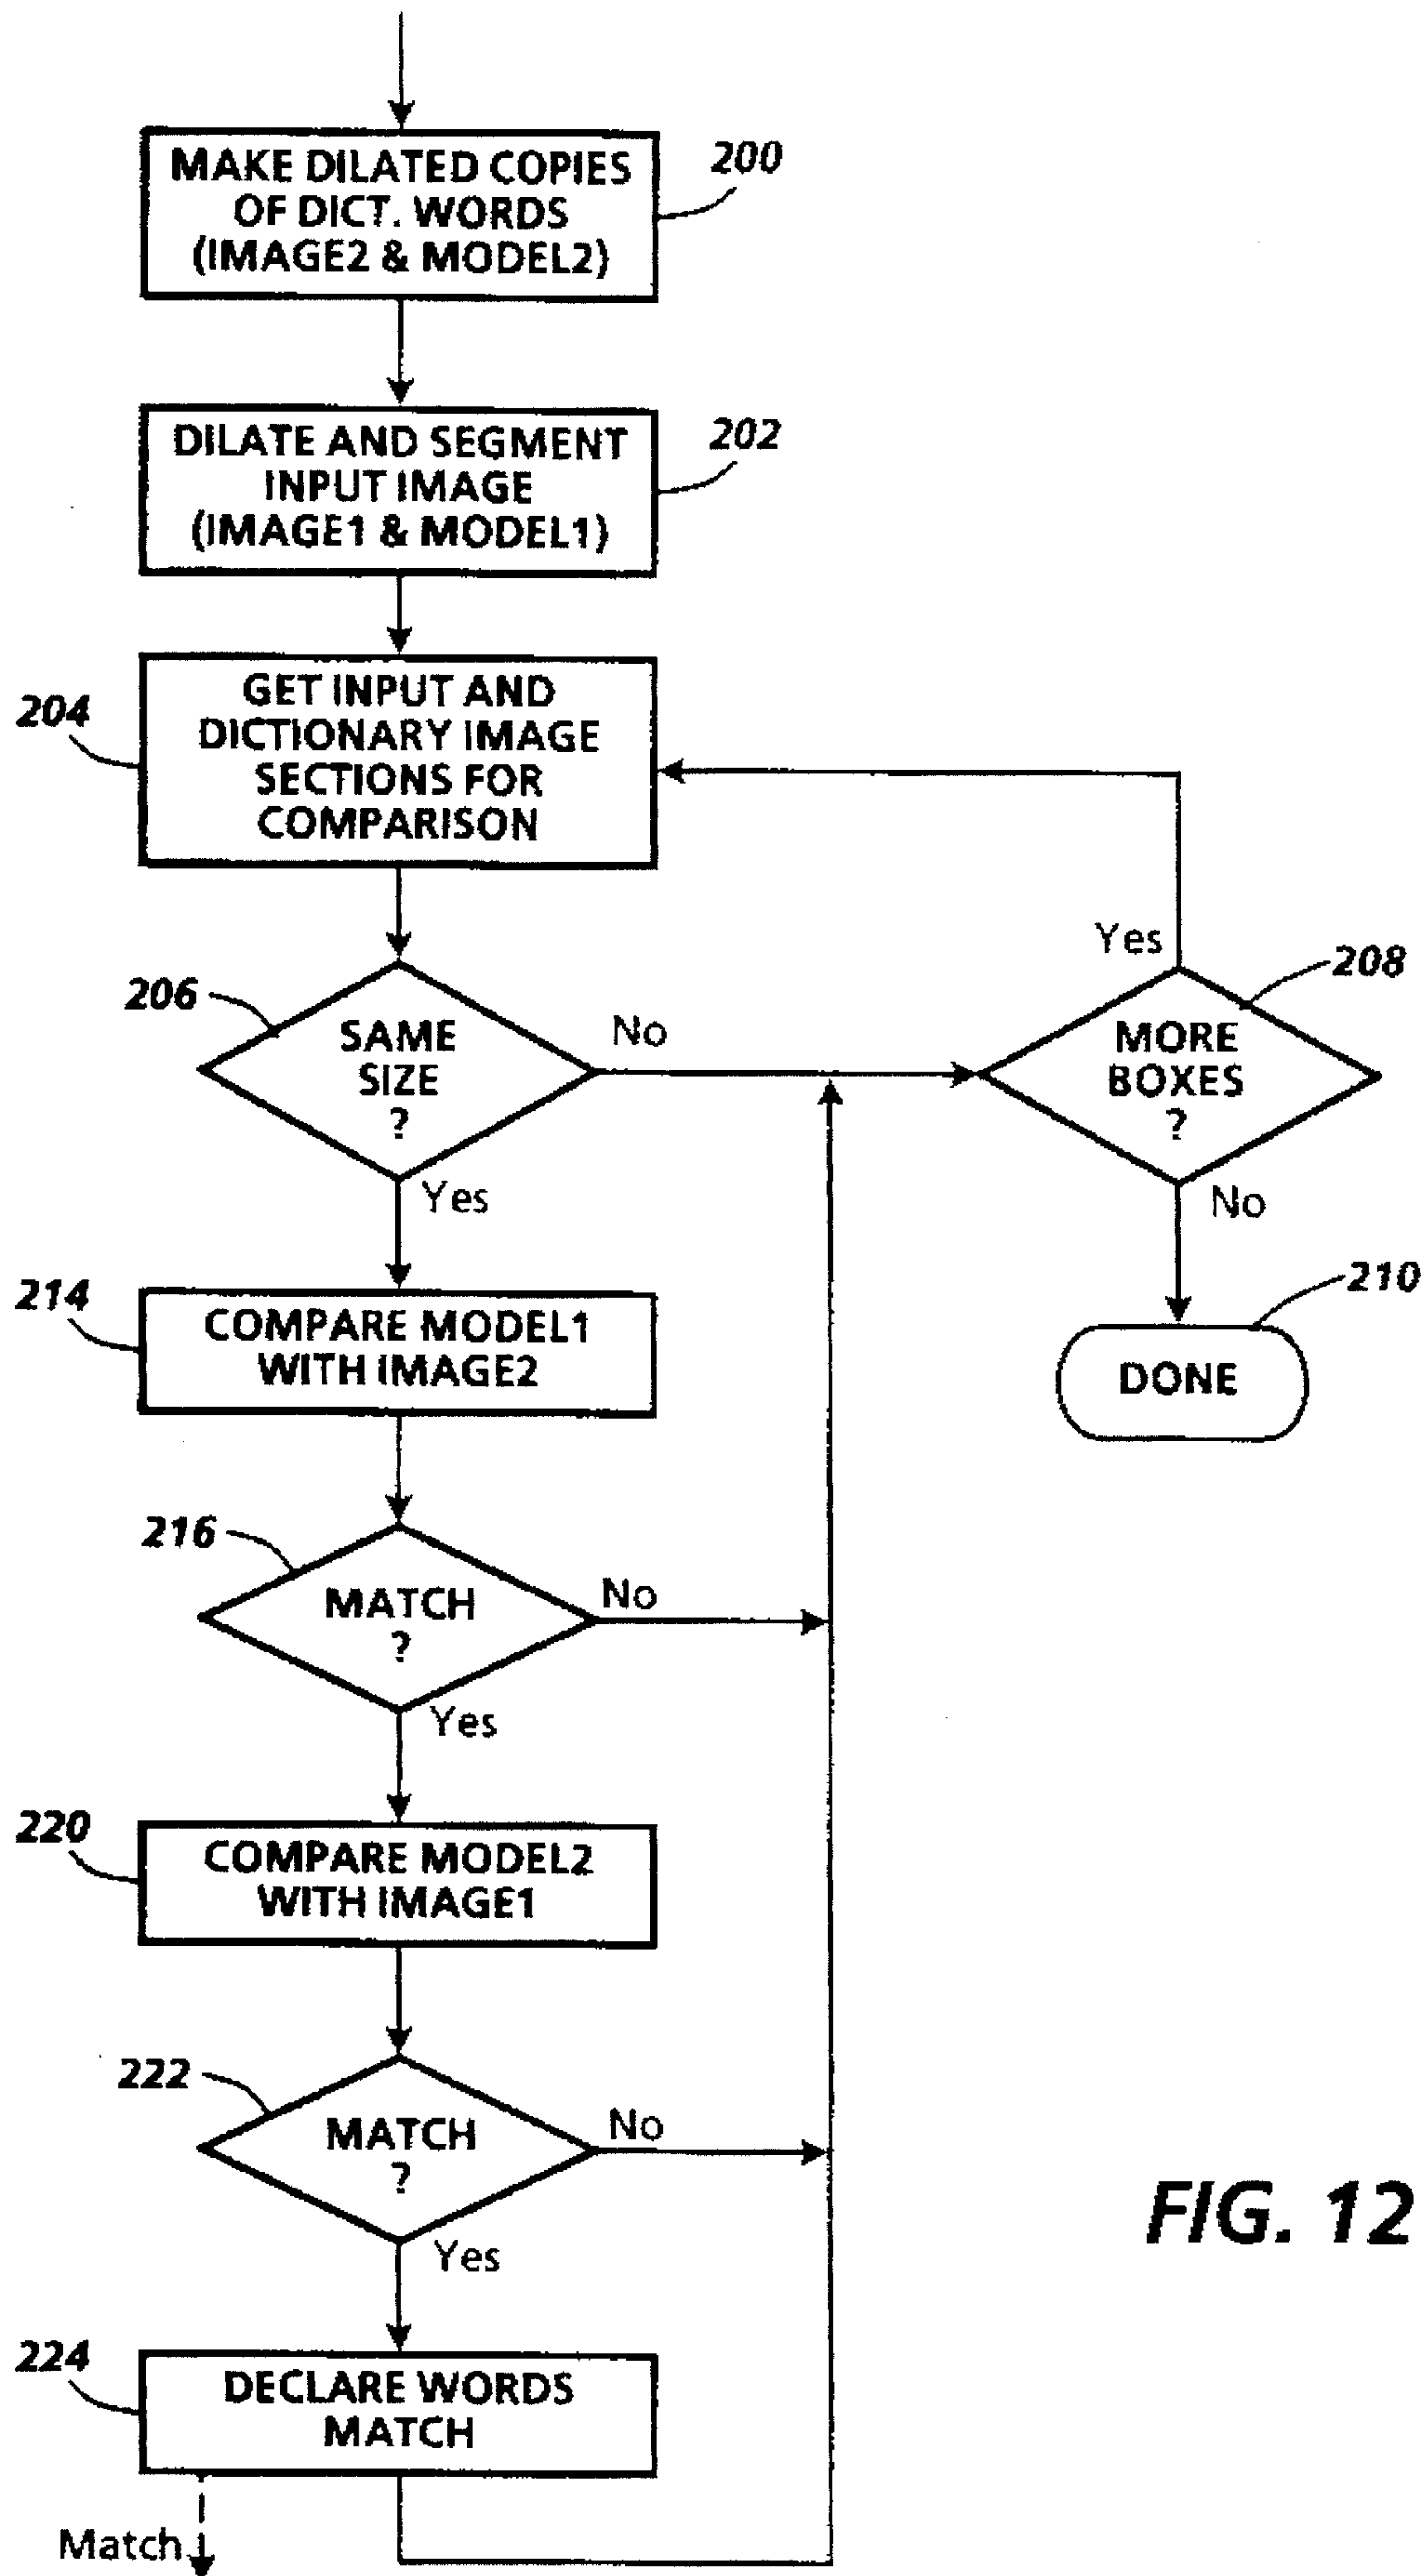 MAKE DILATED COPIES
OF DICT. WORDS
(IMAGE2 & MODEL2)
200
DILATE AND SEGMENT
INPUT IMAGE
(IMAGE1 & MODEL1)
202
204
GET INPUT AND
DICTIONARY IMAGE
SECTIONS FOR
COMPARISON
206
SAME
SIZE
?
No
Yes
Yes
208
MORE
BOXES
?
No
210
DONE
214
COMPARE MODEL1
WITH IMAGE2
216
MATCH
?
No
Yes
220
COMPARE MODEL2
WITH IMAGE1
222
MATCH
?
No
Yes
224
DECLARE WORDS
MATCH
Match
FIG. 12